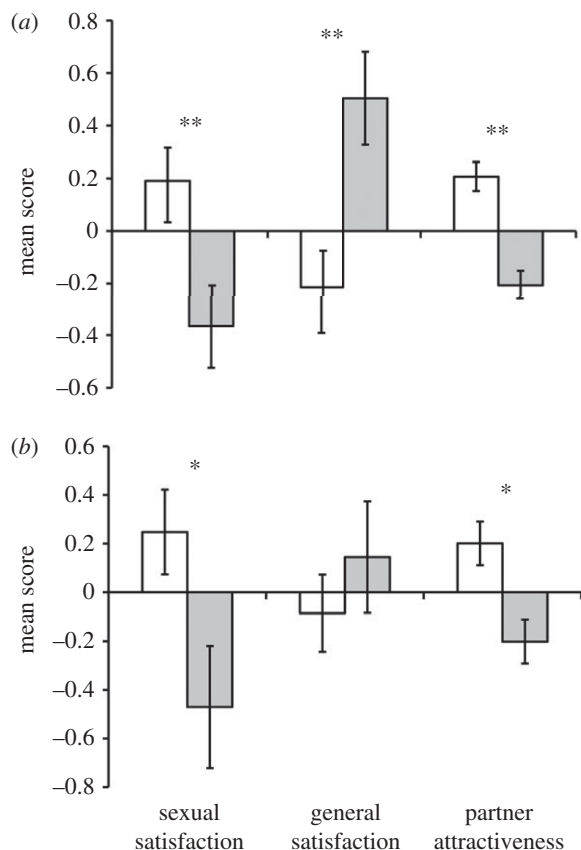 (a)
0.8
**
0.6
0.4
**
**
0.2
0
–0.2
–0.4
–0.6
mean score
(b)
0.6
*
*
0.4
0.2
0
–0.2
–0.4
–0.6
–0.8
mean score
sexual
satisfaction
general
satisfaction
partner
attractiveness